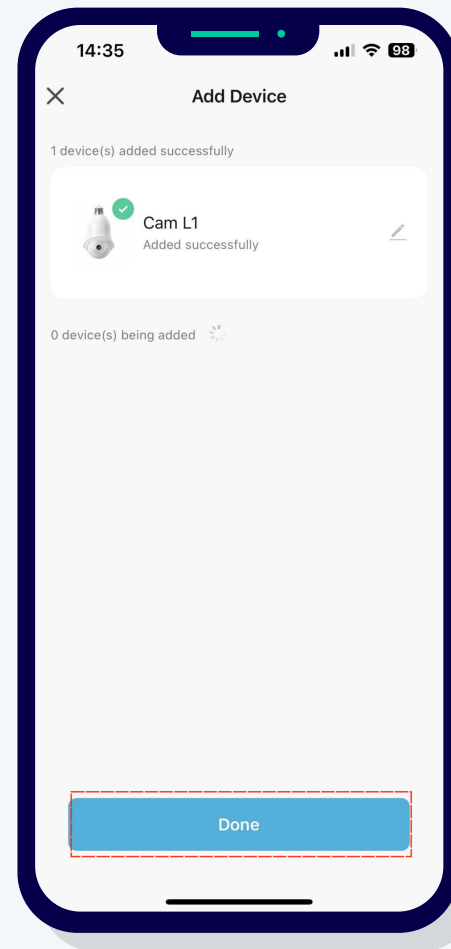 14:35
98
Add Device
1 device(s) added successfully
Cam L1
Added successfully
0 device(s) being added
Done